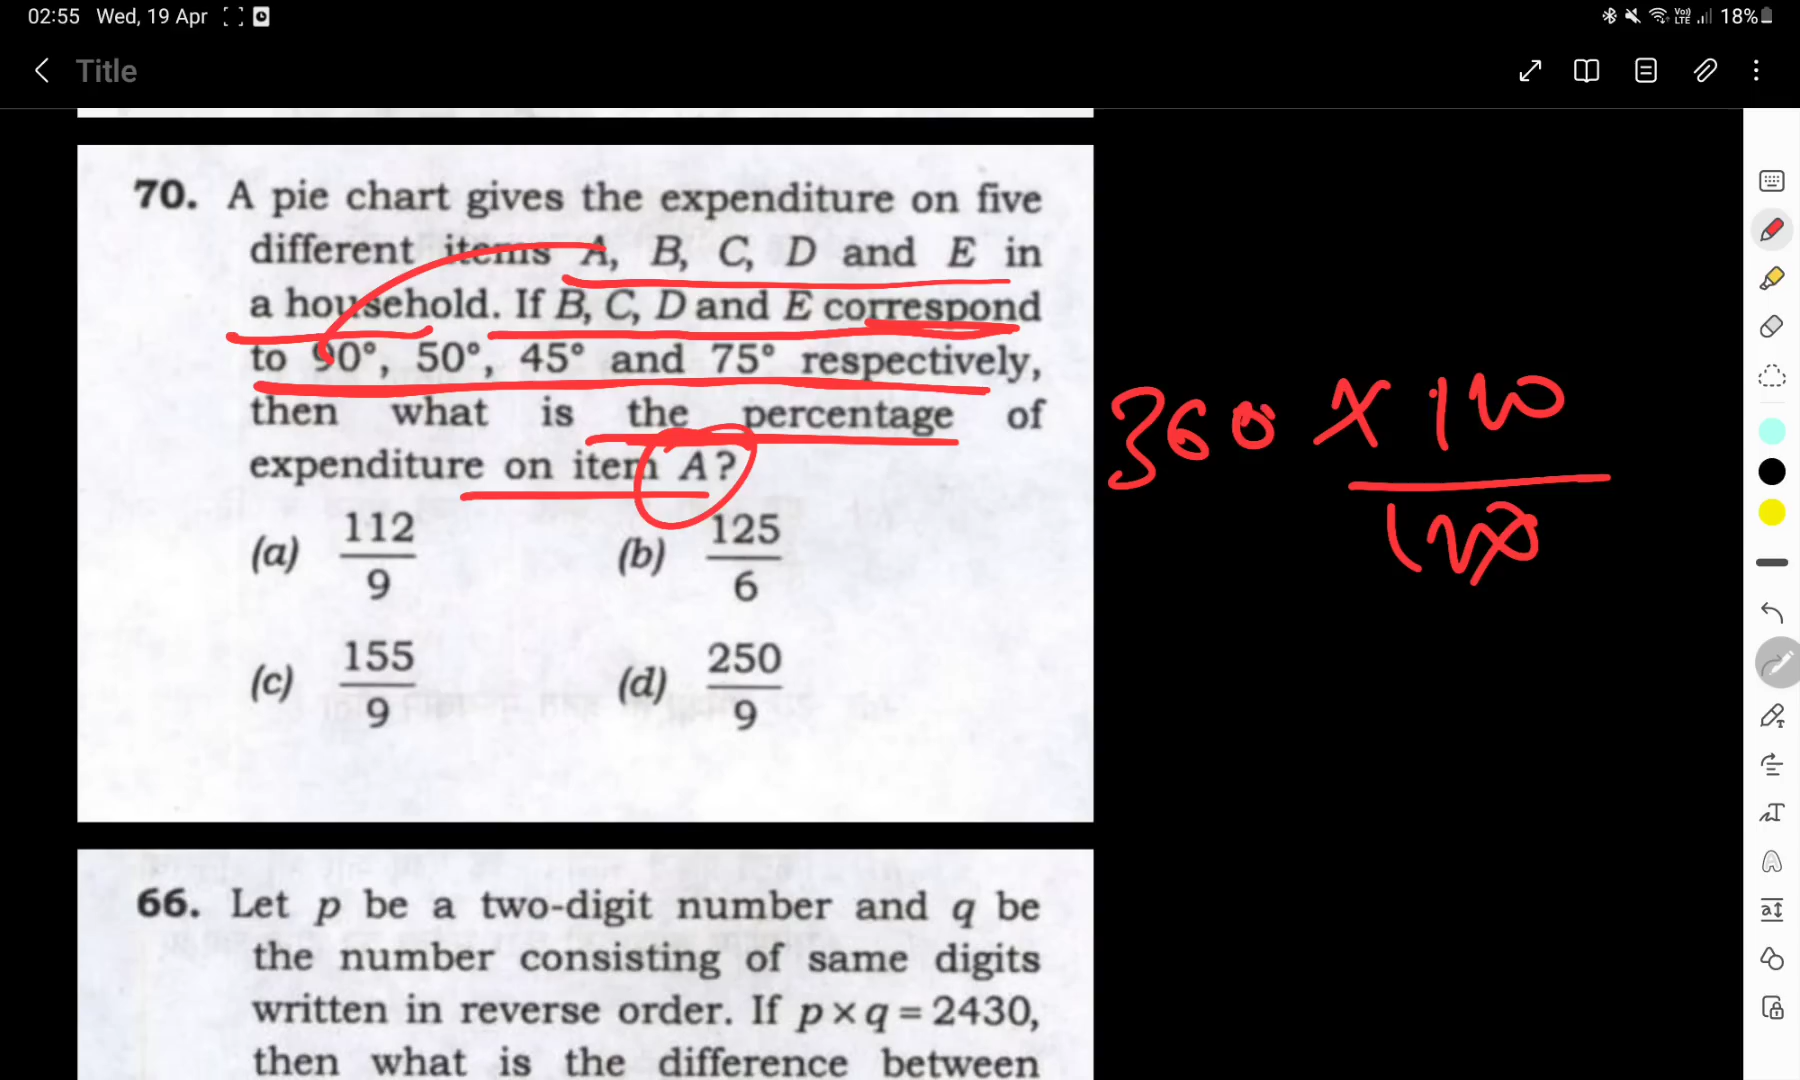 02:55 Wed, 19 Apr
Vo)) LTE 18%
Title
70. A pie chart gives the expenditure on five
different items A, B, C, D and E in
a household. If B, C, D and E correspond
to 90°, 50°, 45° and 75° respectively,
then what is the percentage of
expenditure on item A?
(a) 112/9 (b) 125/6
(c) 155/9 (d) 250/9
360 × 100
100
66. Let p be a two-digit number and q be
the number consisting of same digits
written in reverse order. If p × q = 2430,
then what is the difference between